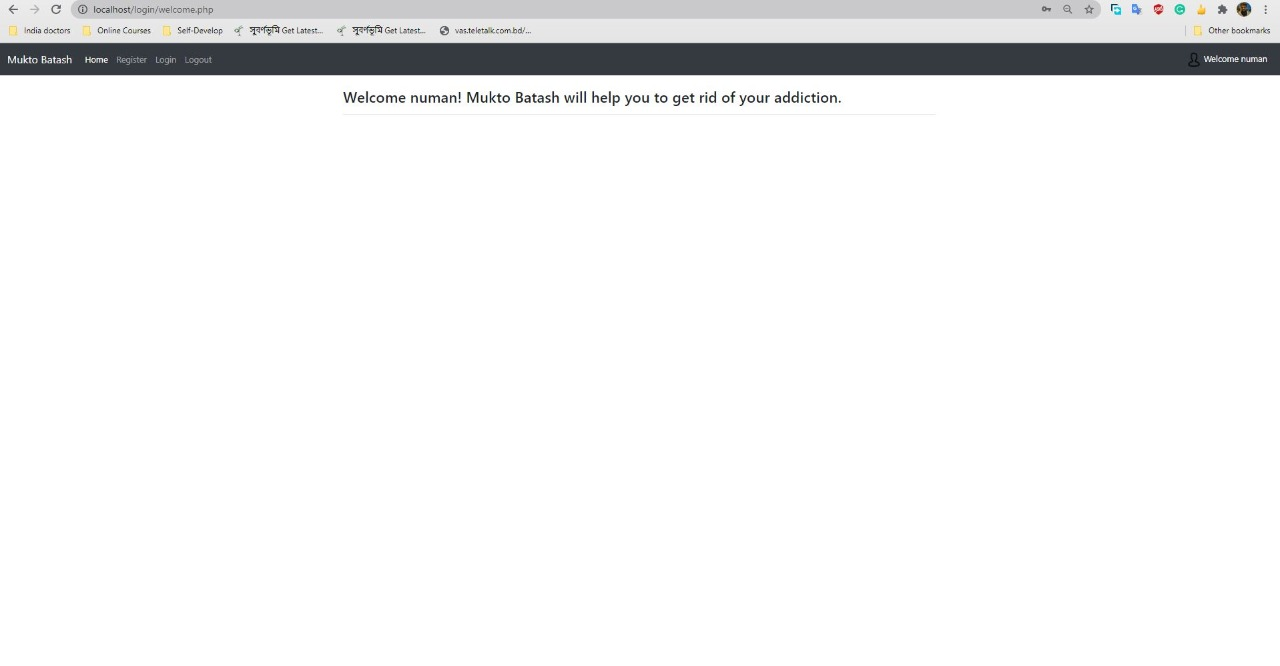 localhost/login/welcome.php
India doctors Online Courses Self-Develop সুবর্ণভূমি Get Latest... সুবর্ণভূমি Get Latest... vas.teletalk.com.bd/... Other bookmarks
Mukto Batash Home Register Login Logout Welcome numan
Welcome numan! Mukto Batash will help you to get rid of your addiction.